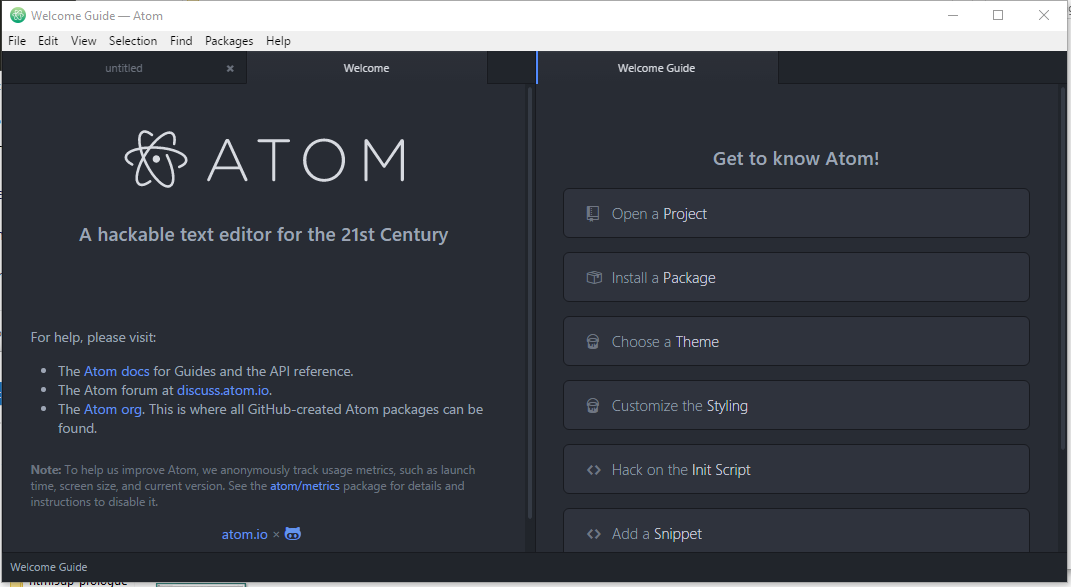 Welcome Guide — Atom
File Edit View Selection Find Packages Help
untitled
Welcome
Welcome Guide
ATOM
A hackable text editor for the 21st Century
For help, please visit:
The Atom docs for Guides and the API reference.
The Atom forum at discuss.atom.io.
The Atom org. This is where all GitHub-created Atom packages can be
found.
Note: To help us improve Atom, we anonymously track usage metrics, such as launch
time, screen size, and current version. See the atom/metrics package for details and
instructions to disable it.
atom.io ×
Get to know Atom!
Open a Project
Install a Package
Choose a Theme
Customize the Styling
Hack on the Init Script
Add a Snippet
Welcome Guide